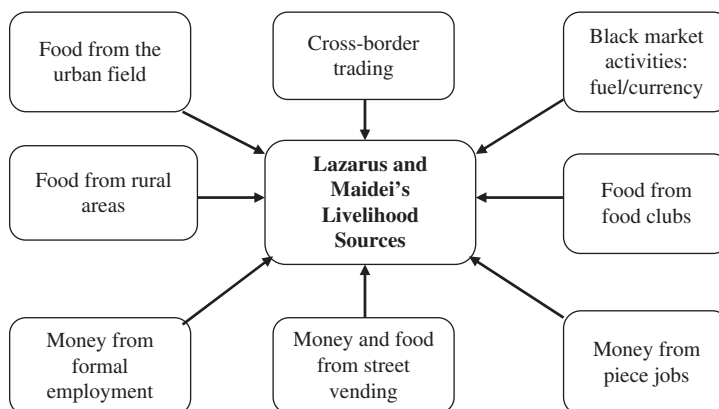 Food from the
urban field
Cross-border
trading
Black market
activities:
fuel/currency
Food from rural
areas
Lazarus and
Maidei’s
Livelihood
Sources
Food from
food clubs
Money from
formal
employment
Money and food
from street
vending
Money from
piece jobs